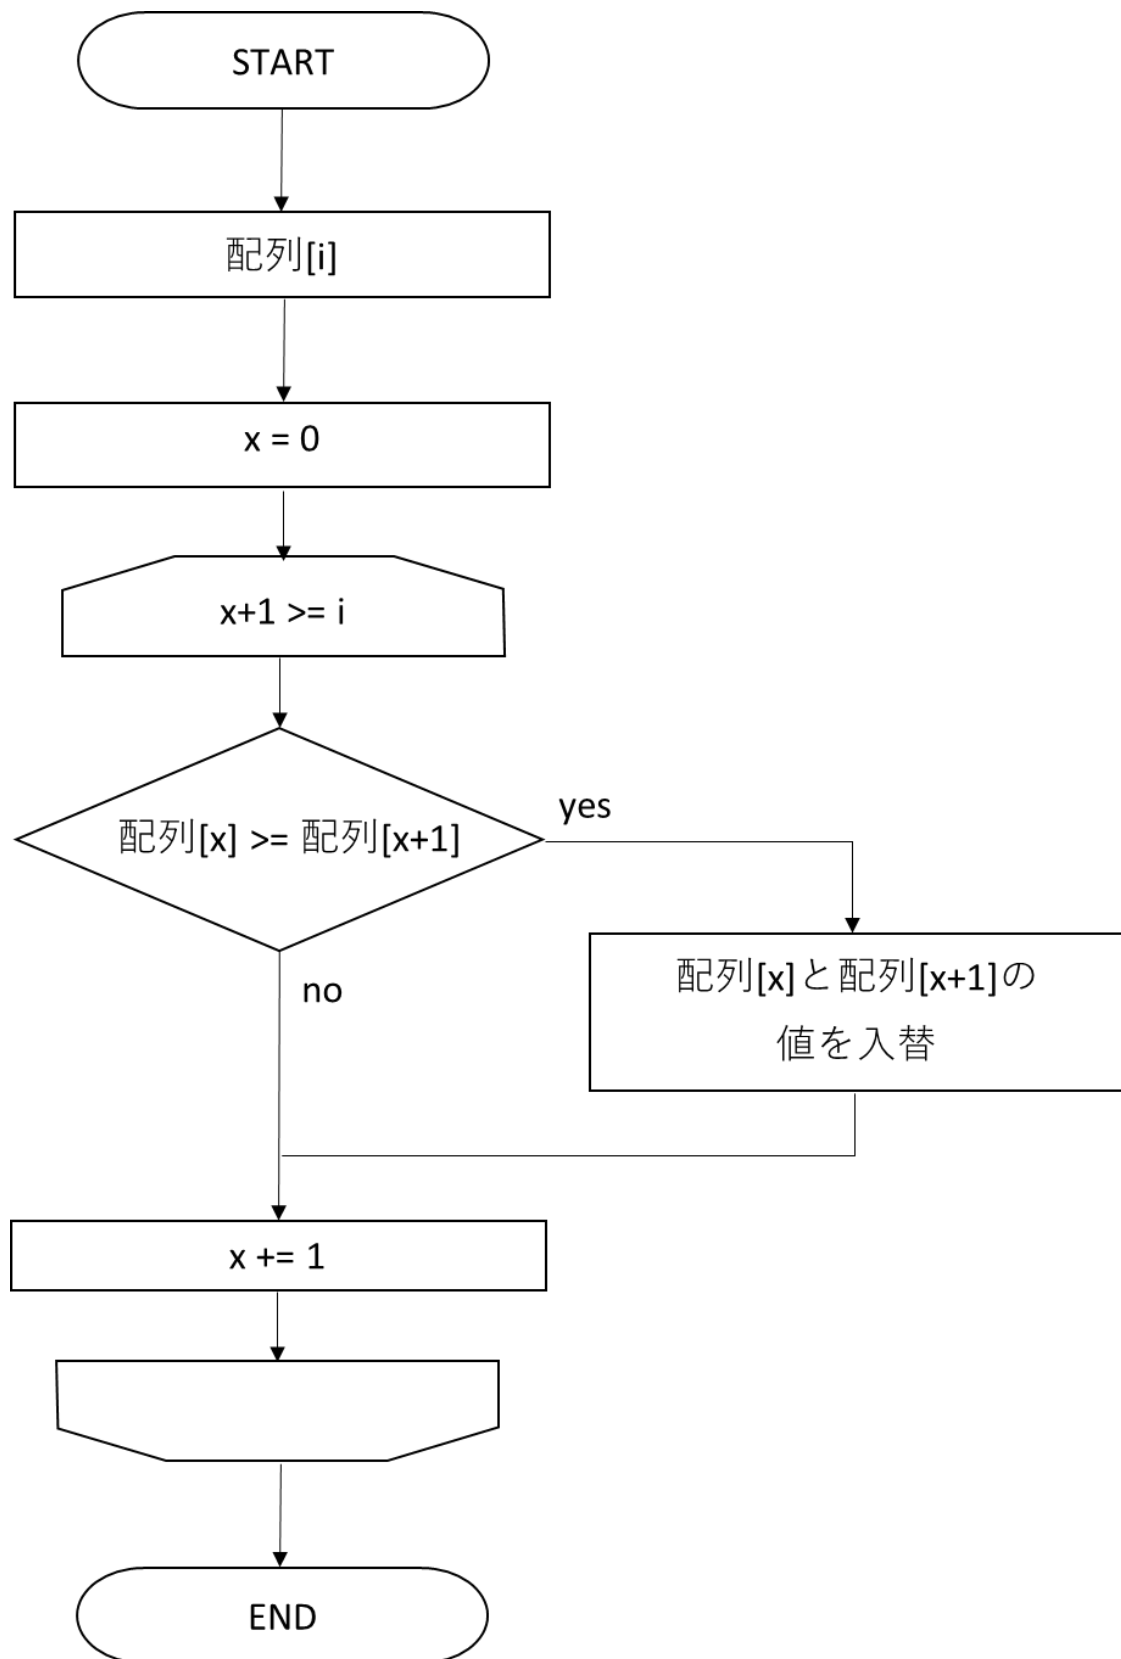 START
配列[i]
x = 0
x+1 >= i
配列[x] >= 配列[x+1]
yes
配列[x]と配列[x+1]の
値を入替
no
x += 1
END